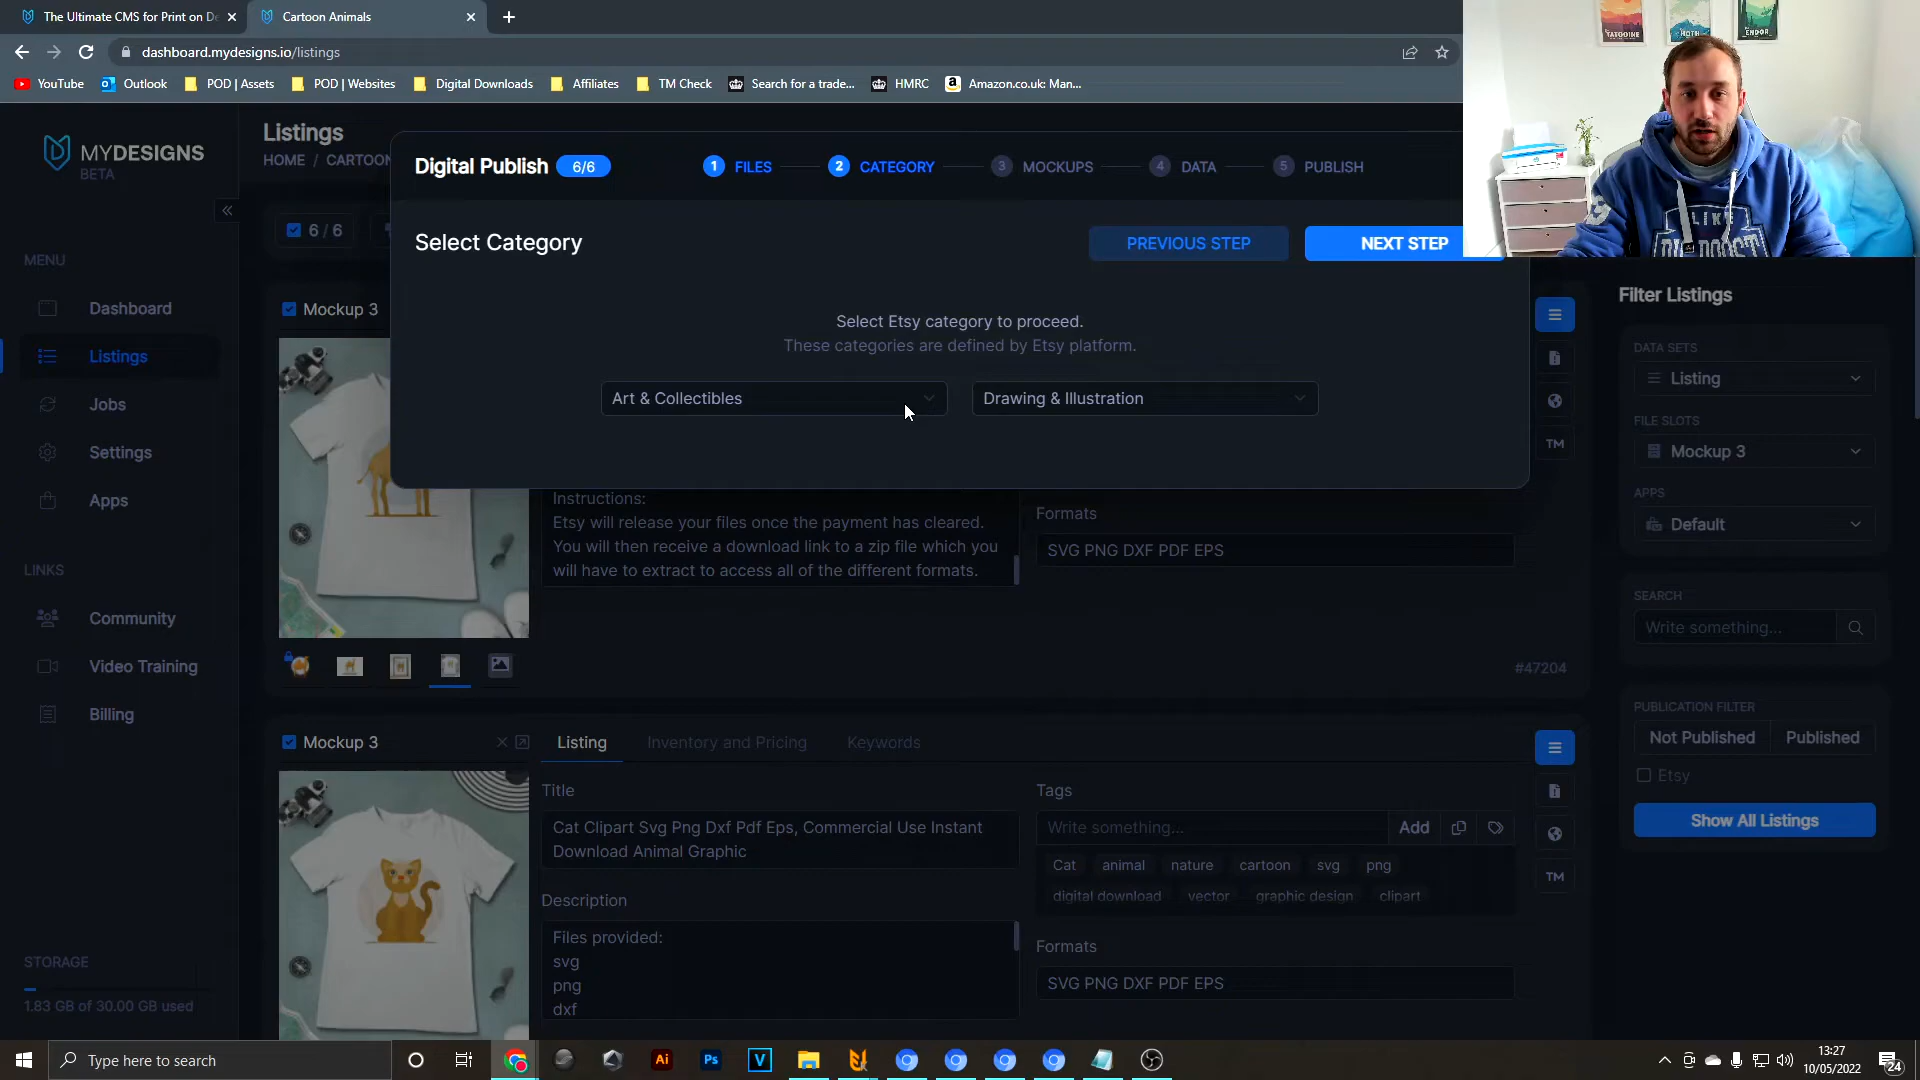 The Ultimate CMS for Print on De
Cartoon Animals
dashboard.mydesigns.io/listings
YouTube
Outlook
POD | Assets
POD | Websites
Digital Downloads
Affiliates
TM Check
Search for a trade...
HMRC
Amazon.co.uk: Man...
TATOOINE
HOTH
ENDOR
MYDESIGNS
BETA
Listings
HOME / CARTOON
Digital Publish 6/6
1 FILES
2 CATEGORY
3 MOCKUPS
4 DATA
5 PUBLISH
6 / 6
Select Category
PREVIOUS STEP
NEXT STEP
Select Etsy category to proceed.
These categories are defined by Etsy platform.
Art & Collectibles
Drawing & Illustration
MENU
Dashboard
Listings
Jobs
Settings
Apps
LINKS
Community
Video Training
Billing
STORAGE
1.83 GB of 30.00 GB used
Mockup 3
Instructions:
Etsy will release your files once the payment has cleared.
You will then receive a download link to a zip file which you
will have to extract to access all of the different formats.
Formats
SVG PNG DXF PDF EPS
TM
#47204
Mockup 3
Listing
Inventory and Pricing
Keywords
Title
Cat Clipart Svg Png Dxf Pdf Eps, Commercial Use Instant
Download Animal Graphic
Description
Files provided:
svg
png
dxf
Tags
Write something...
Add
Cat animal nature cartoon svg png
digital download vector graphic design clipart
Formats
SVG PNG DXF PDF EPS
TM
Filter Listings
DATA SETS
Listing
FILE SLOTS
Mockup 3
APPS
Default
SEARCH
Write something...
PUBLICATION FILTER
Not Published
Published
Etsy
Show All Listings
Type here to search
Ai
Ps
V
13:27
10/05/2022
24